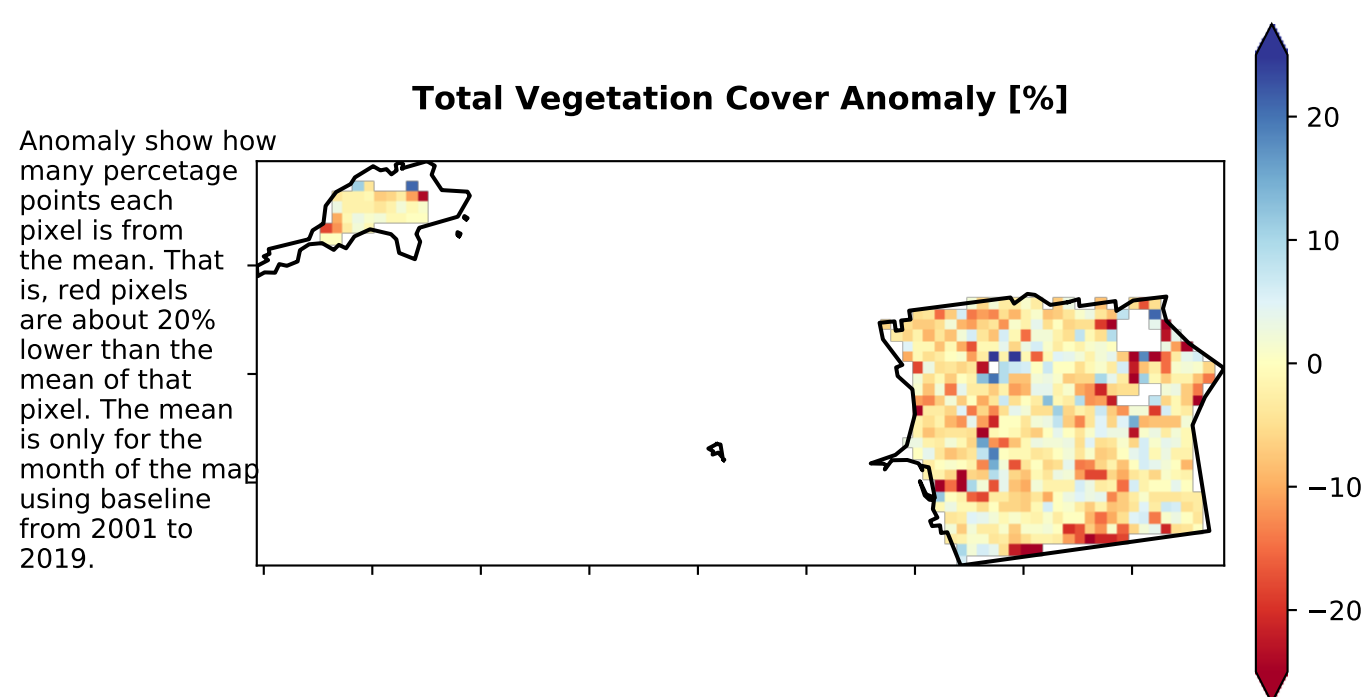 Total Vegetation Cover Anomaly [%]
Anomaly show how
many percetage
points each
pixel is from
the mean. That
is, red pixels
are about 20%
lower than the
mean of that
pixel. The mean
is only for the
month of the map
using baseline
from 2001 to
2019.
20
10
0
−10
−20